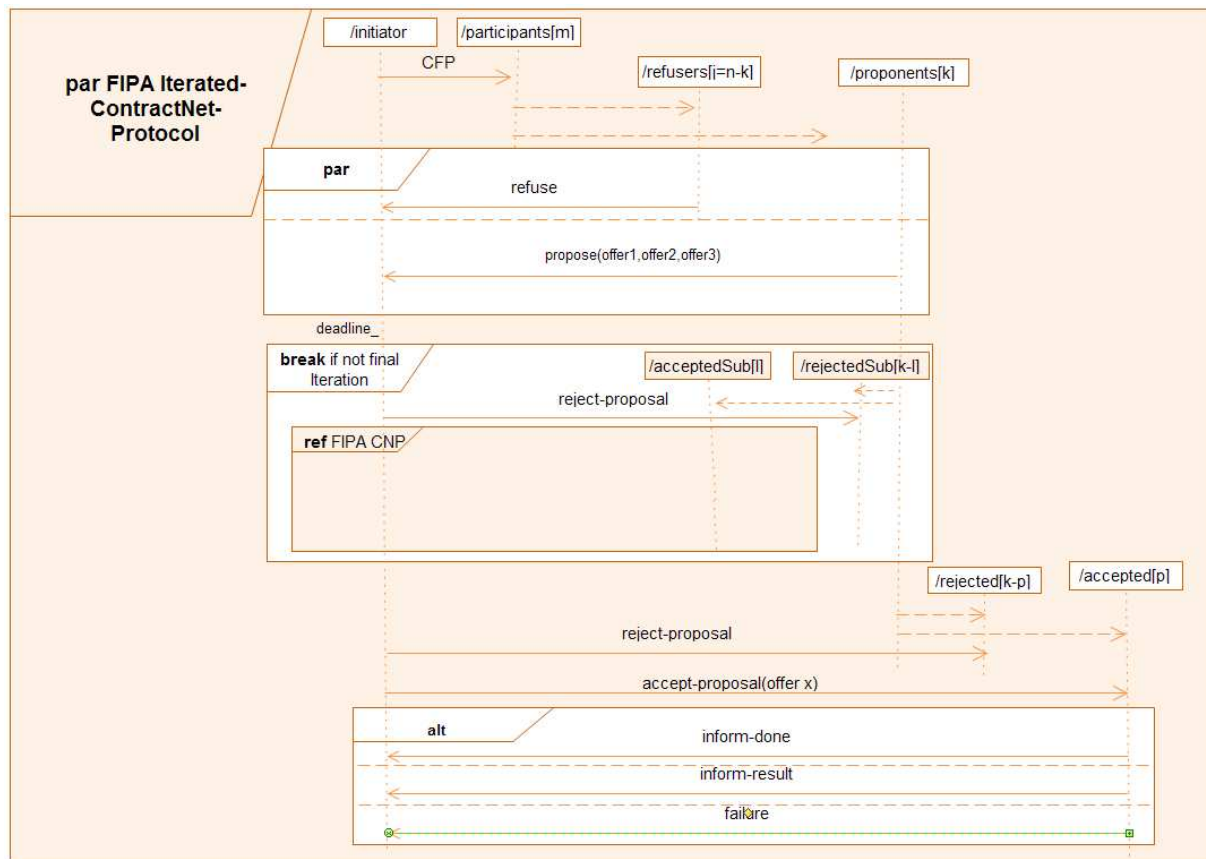 par FIPA Iterated-
ContractNet-
Protocol
/initiator
/participants[m]
CFP
/refusers[j=n-k]
/proponents[k]
par
refuse
propose(offer1,offer2,offer3)
deadline_
break if not final
Iteration
/acceptedSub[l]
/rejectedSub[k-l]
reject-proposal
ref FIPA CNP
/rejected[k-p]
/accepted[p]
reject-proposal
accept-proposal(offer x)
alt
inform-done
inform-result
failure